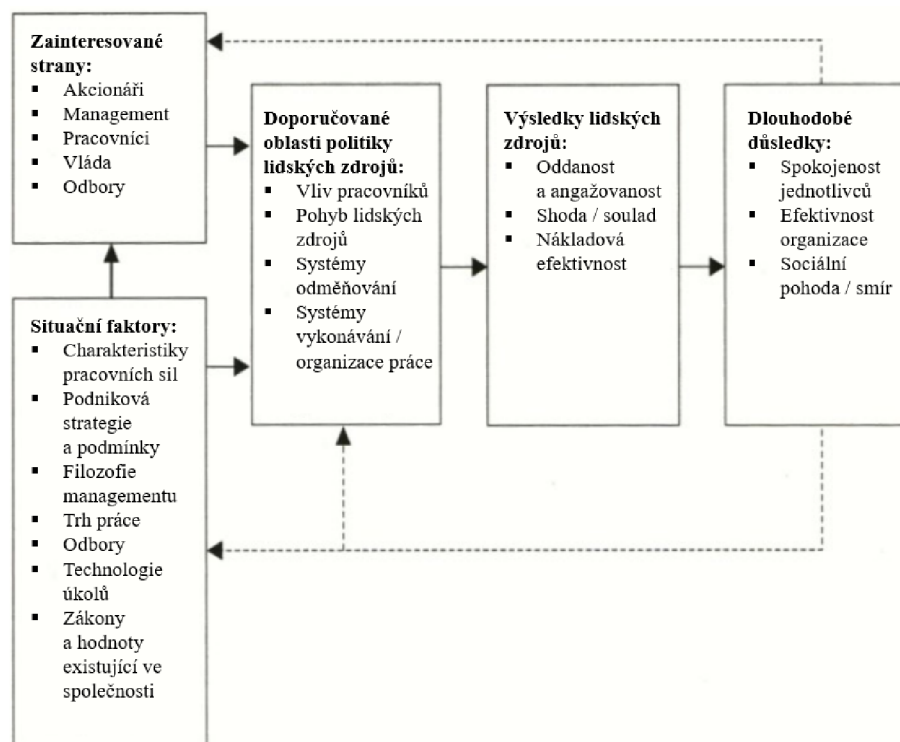 Zainteresované
strany:
▪ Akcionáři
▪ Management
▪ Pracovníci
▪ Vláda
▪ Odbory
Situační faktory:
▪ Charakteristiky
pracovních sil
▪ Podniková
strategie
a podmínky
▪ Filozofie
managementu
▪ Trh práce
▪ Odbory
▪ Technologie
úkolů
▪ Zákony
a hodnoty
existující ve
společnosti
Doporučované
oblasti politiky
lidských zdrojů:
▪ Vliv pracovníků
▪ Pohyb lidských
zdrojů
▪ Systémy
odměňování
▪ Systémy
vykonávání /
organizace práce
Výsledky lidských
zdrojů:
▪ Oddanost
a angažovanost
▪ Shoda / soulad
▪ Nákladová
efektivnost
Dlouhodobé
důsledky:
▪ Spokojenost
jednotlivců
▪ Efektivnost
organizace
▪ Sociální
pohoda / smír